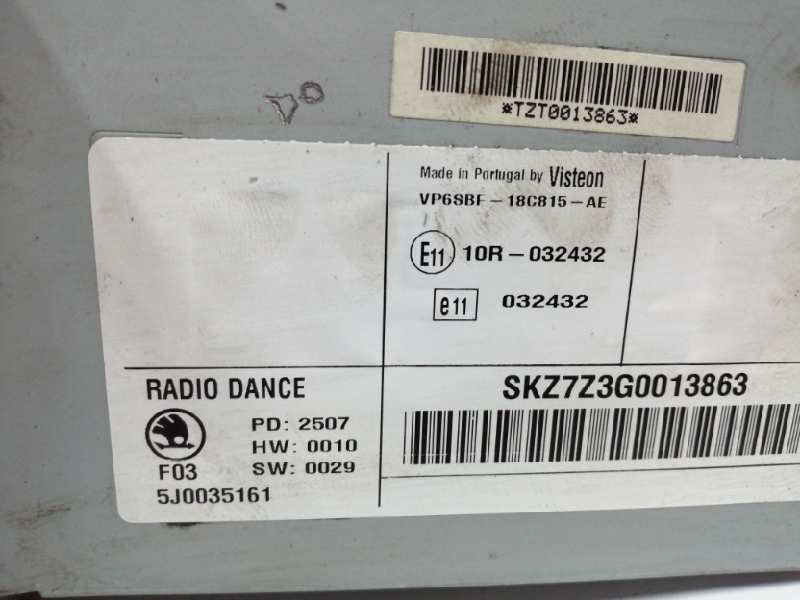 *TZT0013863*
Made in Portugal by Visteon
VP6SBF-18C815-AE
E11 10R-032432
e11 032432
RADIO DANCE
PD: 2507
HW: 0010
F03 SW: 0029
5J0035161
SKZ7Z3G0013863